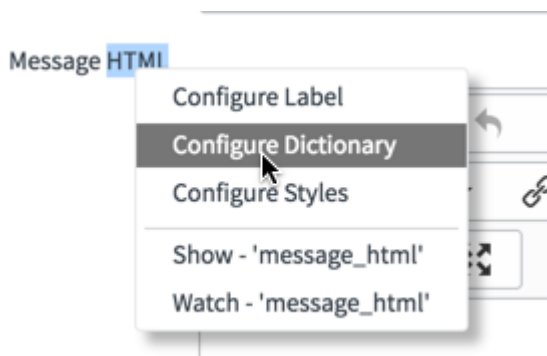 Message HTML
Configure Label
Configure Dictionary
Configure Styles
Show - 'message_html'
Watch - 'message_html'